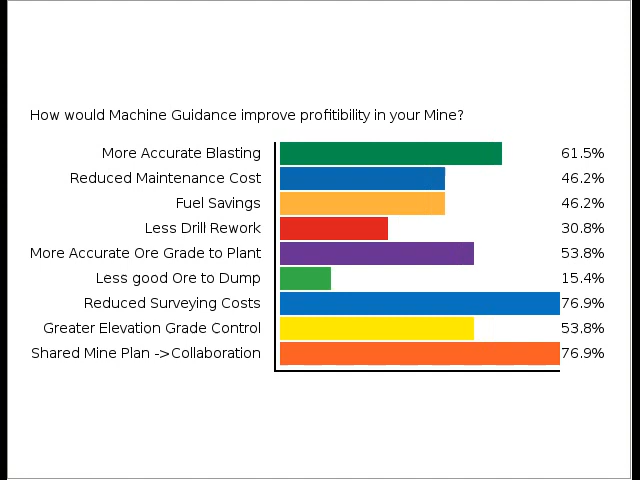 How would Machine Guidance improve profitibility in your Mine?
More Accurate Blasting 61.5%
Reduced Maintenance Cost 46.2%
Fuel Savings 46.2%
Less Drill Rework 30.8%
More Accurate Ore Grade to Plant 53.8%
Less good Ore to Dump 15.4%
Reduced Surveying Costs 76.9%
Greater Elevation Grade Control 53.8%
Shared Mine Plan ->Collaboration 76.9%